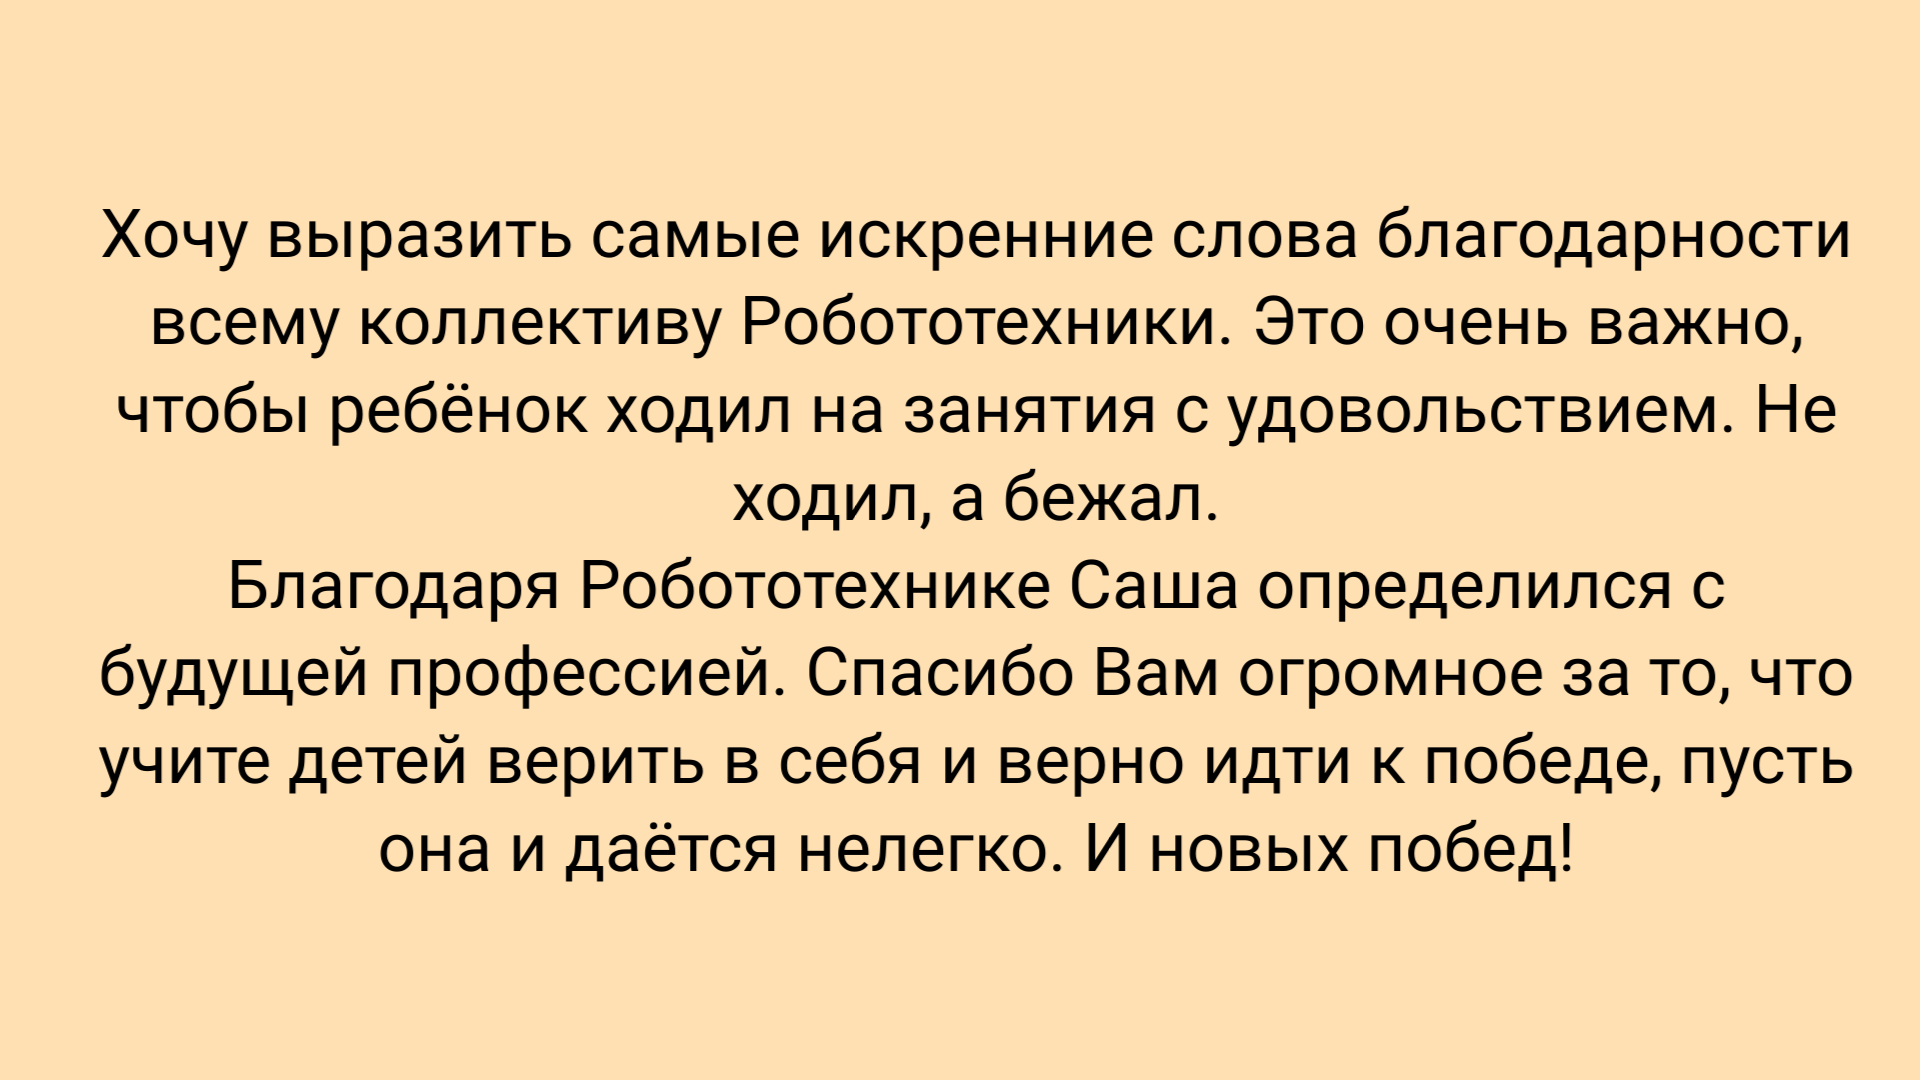 Хочу выразить самые искренние слова благодарности
всему коллективу Робототехники. Это очень важно,
чтобы ребёнок ходил на занятия с удовольствием. Не
ходил, а бежал.
Благодаря Робототехнике Саша определился с
будущей профессией. Спасибо Вам огромное за то, что
учите детей верить в себя и верно идти к победе, пусть
она и даётся нелегко. И новых побед!